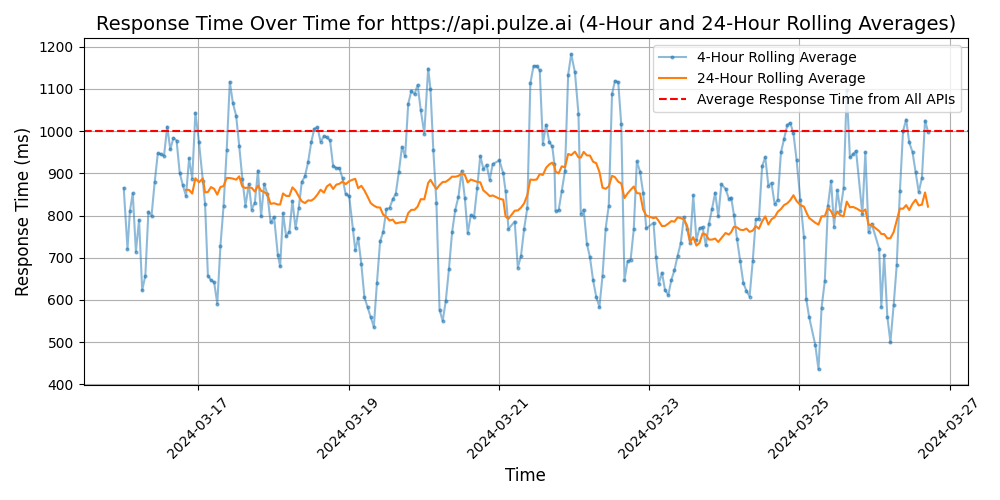 Response Time Over Time for https://api.pulze.ai (4-Hour and 24-Hour Rolling Averages)
4-Hour Rolling Average
24-Hour Rolling Average
Average Response Time from All APIs
Response Time (ms)
1200
1100
1000
900
800
700
600
500
400
2024-03-17
2024-03-19
2024-03-21
2024-03-23
2024-03-25
2024-03-27
Time